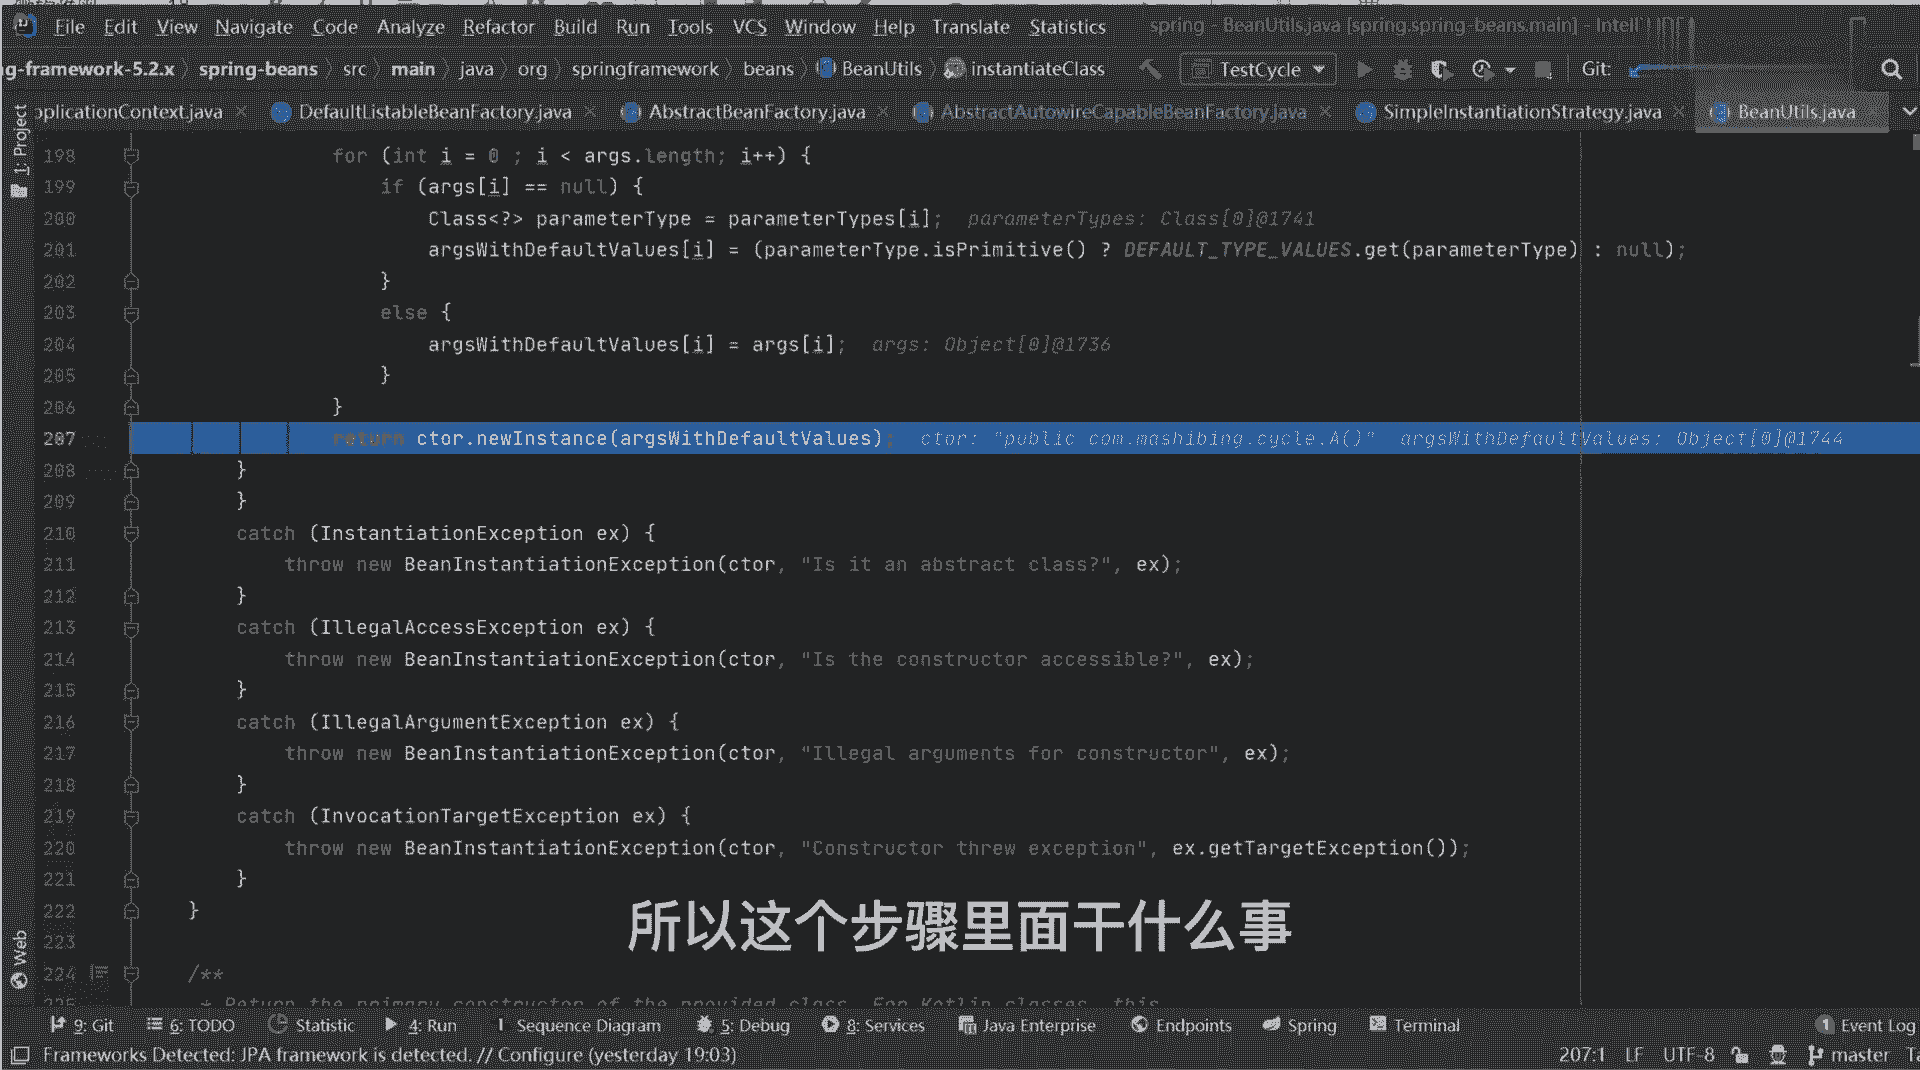 File Edit View Navigate Code Analyze Refactor Build Run Tools VCS Window Help Translate Statistics spring - BeanUtils.java [spring.spring-beans.main] - Intell
ng-framework-5.2.x spring-beans src main java org springframework beans BeanUtils instantiateClass TestCycle Git:
pplicationContext.java DefaultListableBeanFactory.java AbstractBeanFactory.java AbstractAutowireCapableBeanFactory.java SimpleInstantiationStrategy.java BeanUtils.java
1: Project
198 for (int i = 0 ; i < args.length; i++) {
199 if (args[i] == null) {
200 Class<?> parameterType = parameterTypes[i]; parameterTypes: Class[0]@1741
201 argsWithDefaultValues[i] = (parameterType.isPrimitive() ? DEFAULT_TYPE_VALUES.get(parameterType) : null);
202 }
203 else {
204 argsWithDefaultValues[i] = args[i]; args: Object[0]@1736
205 }
206 }
207 return ctor.newInstance(argsWithDefaultValues); ctor: "public com.mashibing.cycle.A()" argsWithDefaultValues: Object[0]@1744
208 }
209 }
210 catch (InstantiationException ex) {
211 throw new BeanInstantiationException(ctor, "Is it an abstract class?", ex);
212 }
213 catch (IllegalAccessException ex) {
214 throw new BeanInstantiationException(ctor, "Is the constructor accessible?", ex);
215 }
216 catch (IllegalArgumentException ex) {
217 throw new BeanInstantiationException(ctor, "Illegal arguments for constructor", ex);
218 }
219 catch (InvocationTargetException ex) {
220 throw new BeanInstantiationException(ctor, "Constructor threw exception", ex.getTargetException());
221 }
222 }
所以这个步骤里面干什么事
223
Web
224 /**
225 * Return the primary constructor of the provided class. For Kotlin classes, this
9: Git 6: TODO Statistic 4: Run Sequence Diagram 5: Debug 8: Services Java Enterprise Endpoints Spring Terminal 1 Event Log
Frameworks Detected: JPA framework is detected. // Configure (yesterday 19:03) 207:1 LF UTF-8 master Ta